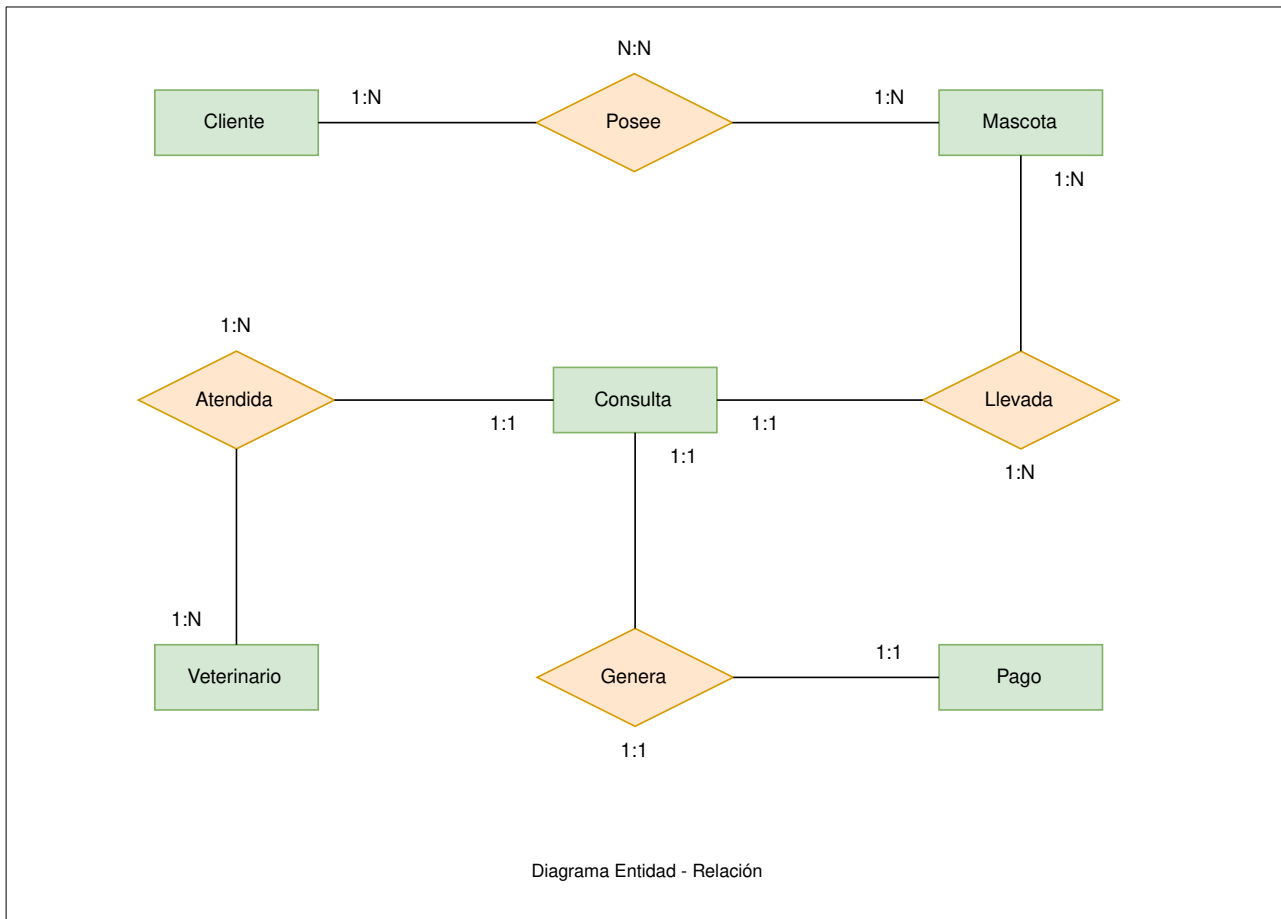 N:N
1:N
1:N
Cliente
Posee
Mascota
1:N
1:N
Atendida
Consulta
Llevada
1:1
1:1
1:1
1:N
1:N
1:1
Veterinario
Genera
Pago
1:1
Diagrama Entidad - Relación